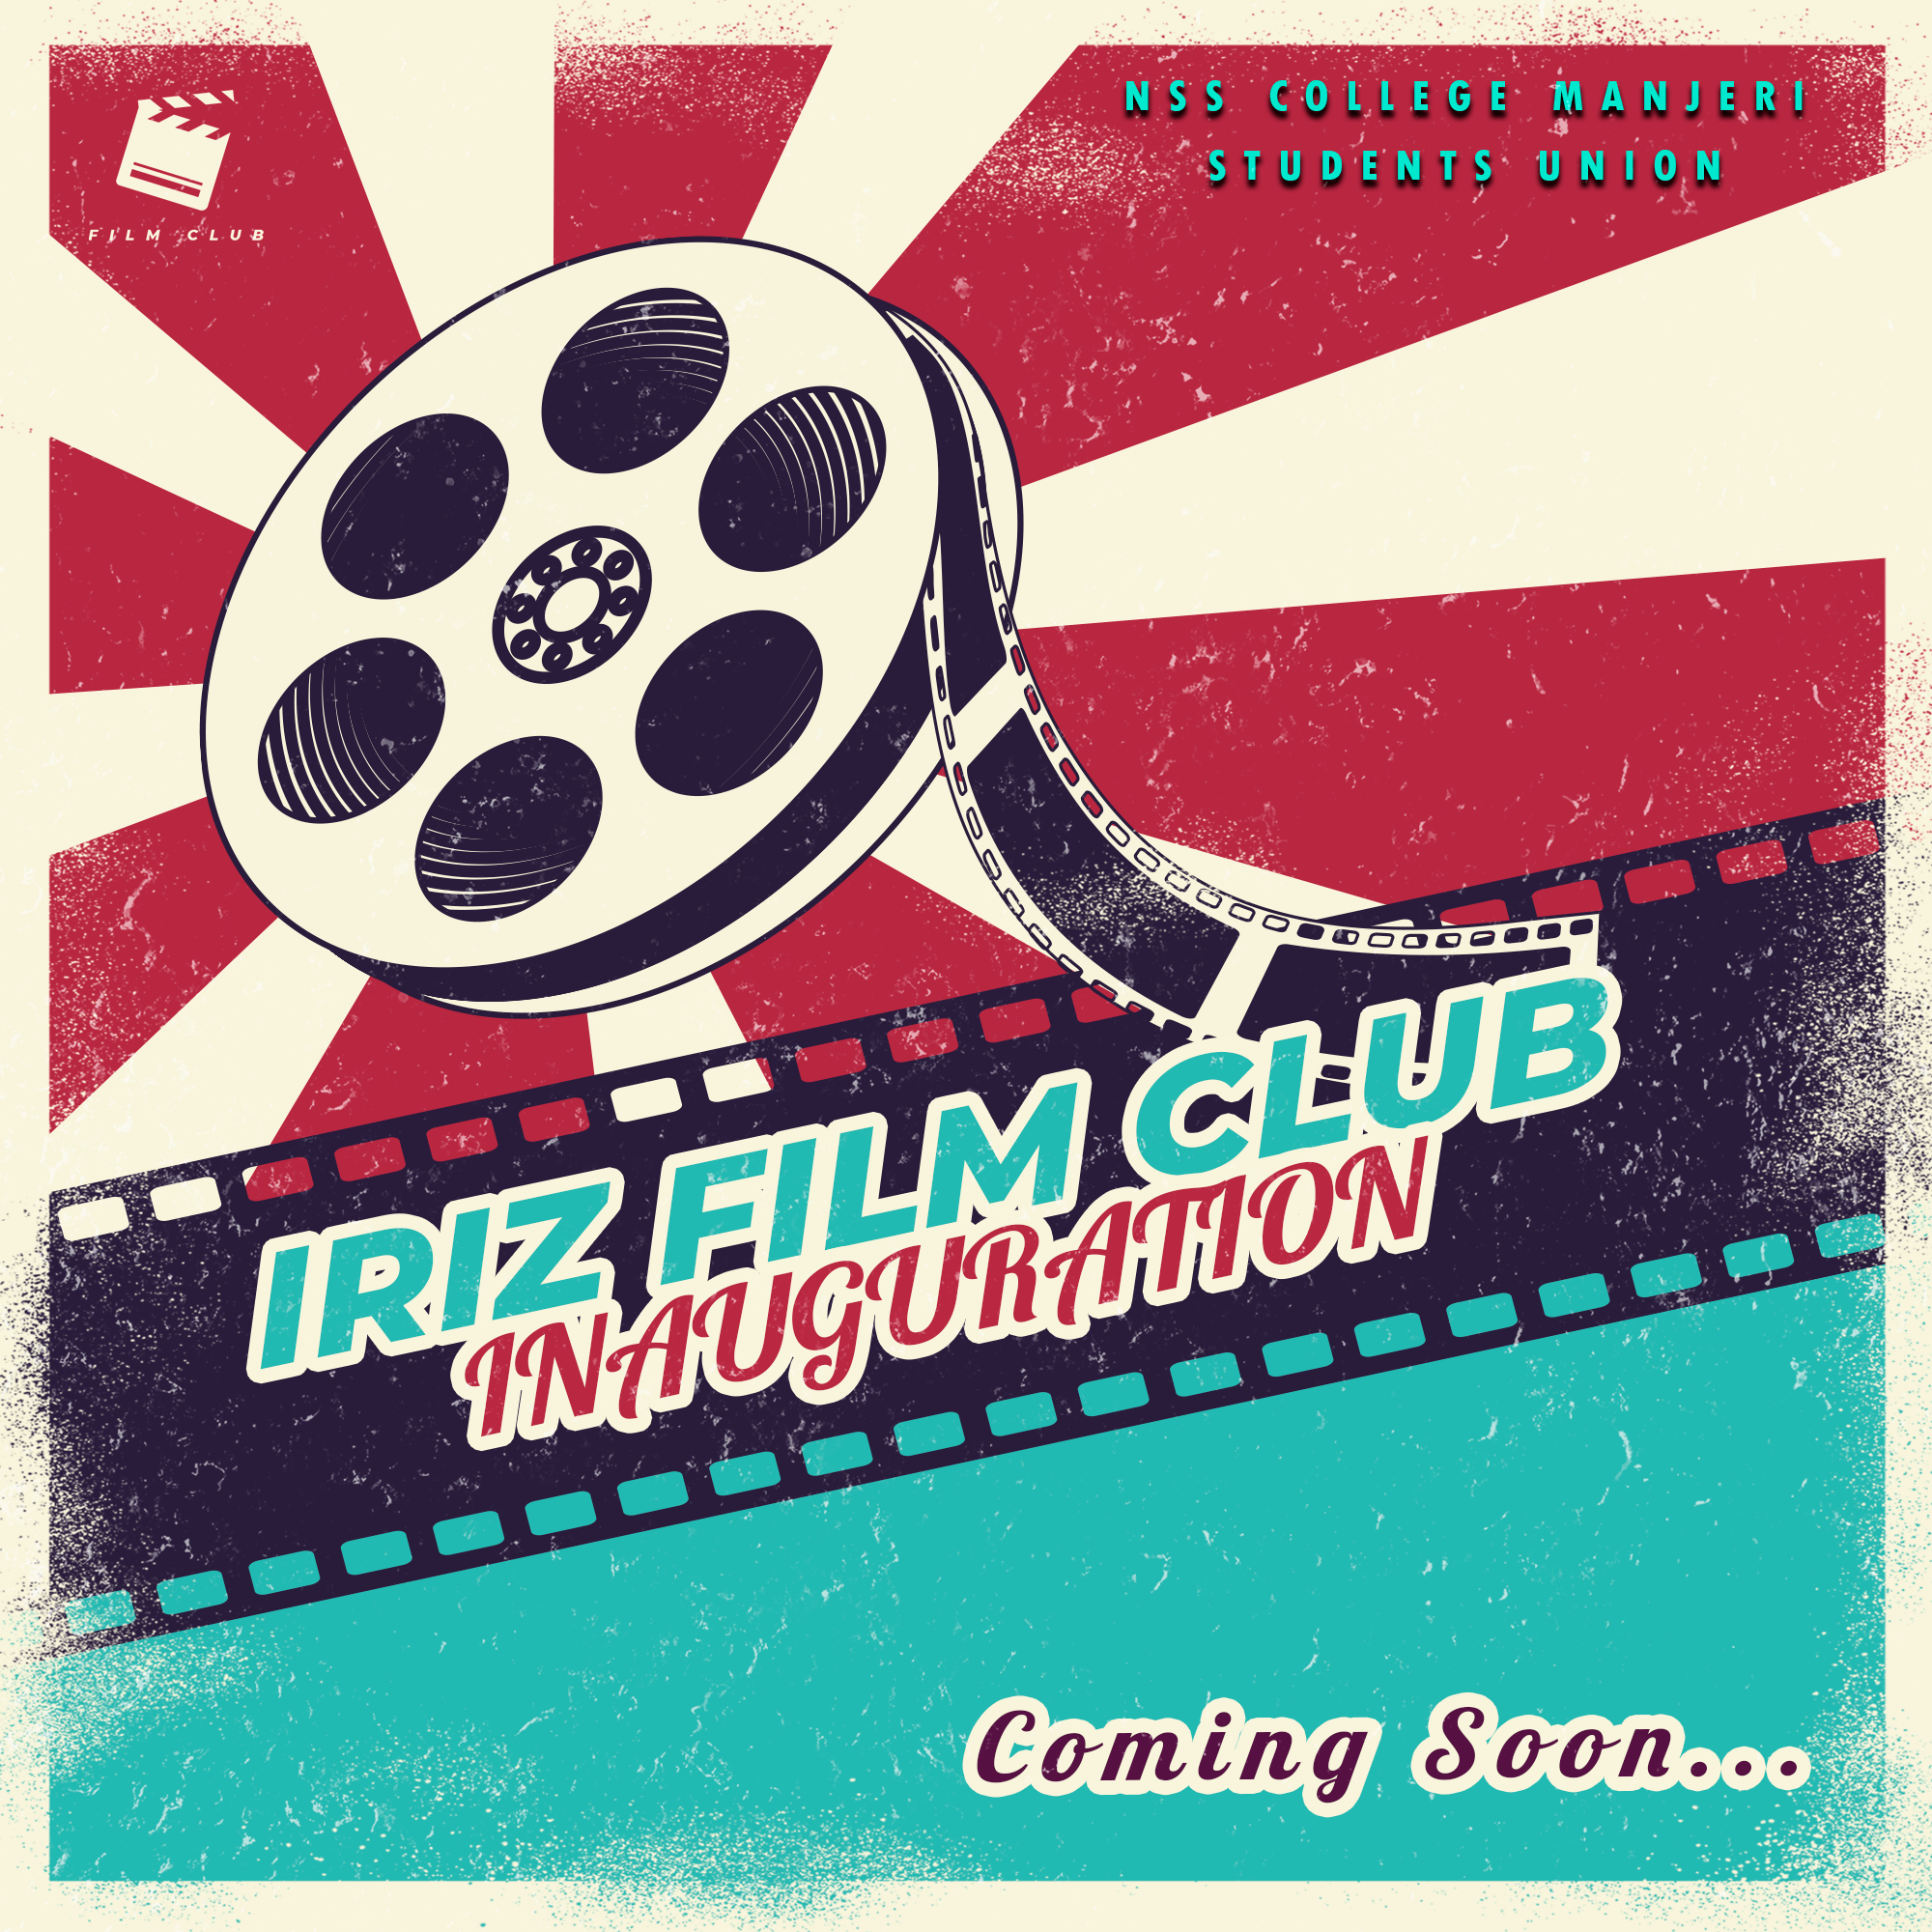 NSS COLLEGE MANJERI
STUDENTS UNION
FILM CLUB
IRIZ FILM CLUB
INAUGURATION
Coming Soon...